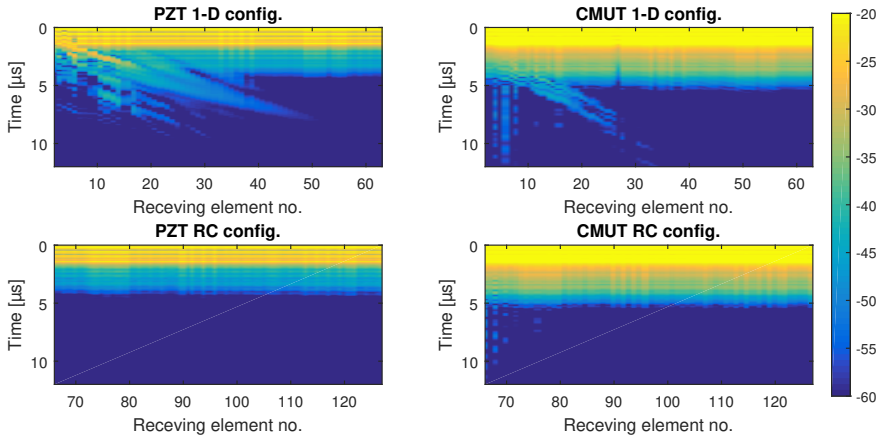 PZT 1-D config.
0
5
10
Time [µs]
10 20 30 40 50 60
Receving element no.
CMUT 1-D config.
0
5
10
Time [µs]
10 20 30 40 50 60
Receving element no.
PZT RC config.
0
5
10
Time [µs]
70 80 90 100 110 120
Receving element no.
CMUT RC config.
0
5
10
Time [µs]
70 80 90 100 110 120
Receving element no.
-20
-25
-30
-35
-40
-45
-50
-55
-60